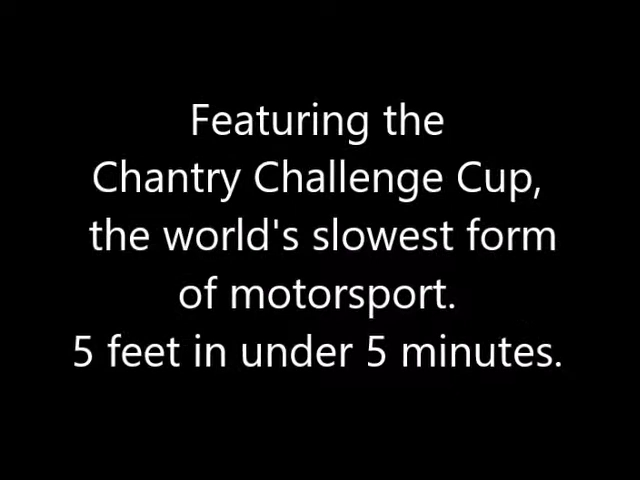 Featuring the
Chantry Challenge Cup,
the world's slowest form
of motorsport.
5 feet in under 5 minutes.